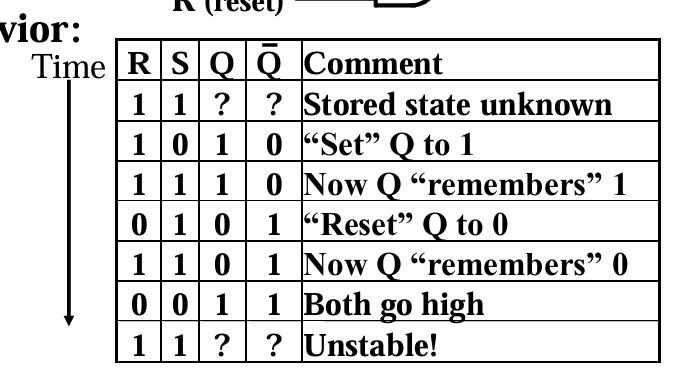 R (reset)
vior:
Time
R S Q Q̅ Comment
1 1 ? ? Stored state unknown
1 0 1 0 “Set” Q to 1
1 1 1 0 Now Q “remembers” 1
0 1 0 1 “Reset” Q to 0
1 1 0 1 Now Q “remembers” 0
0 0 1 1 Both go high
1 1 ? ? Unstable!